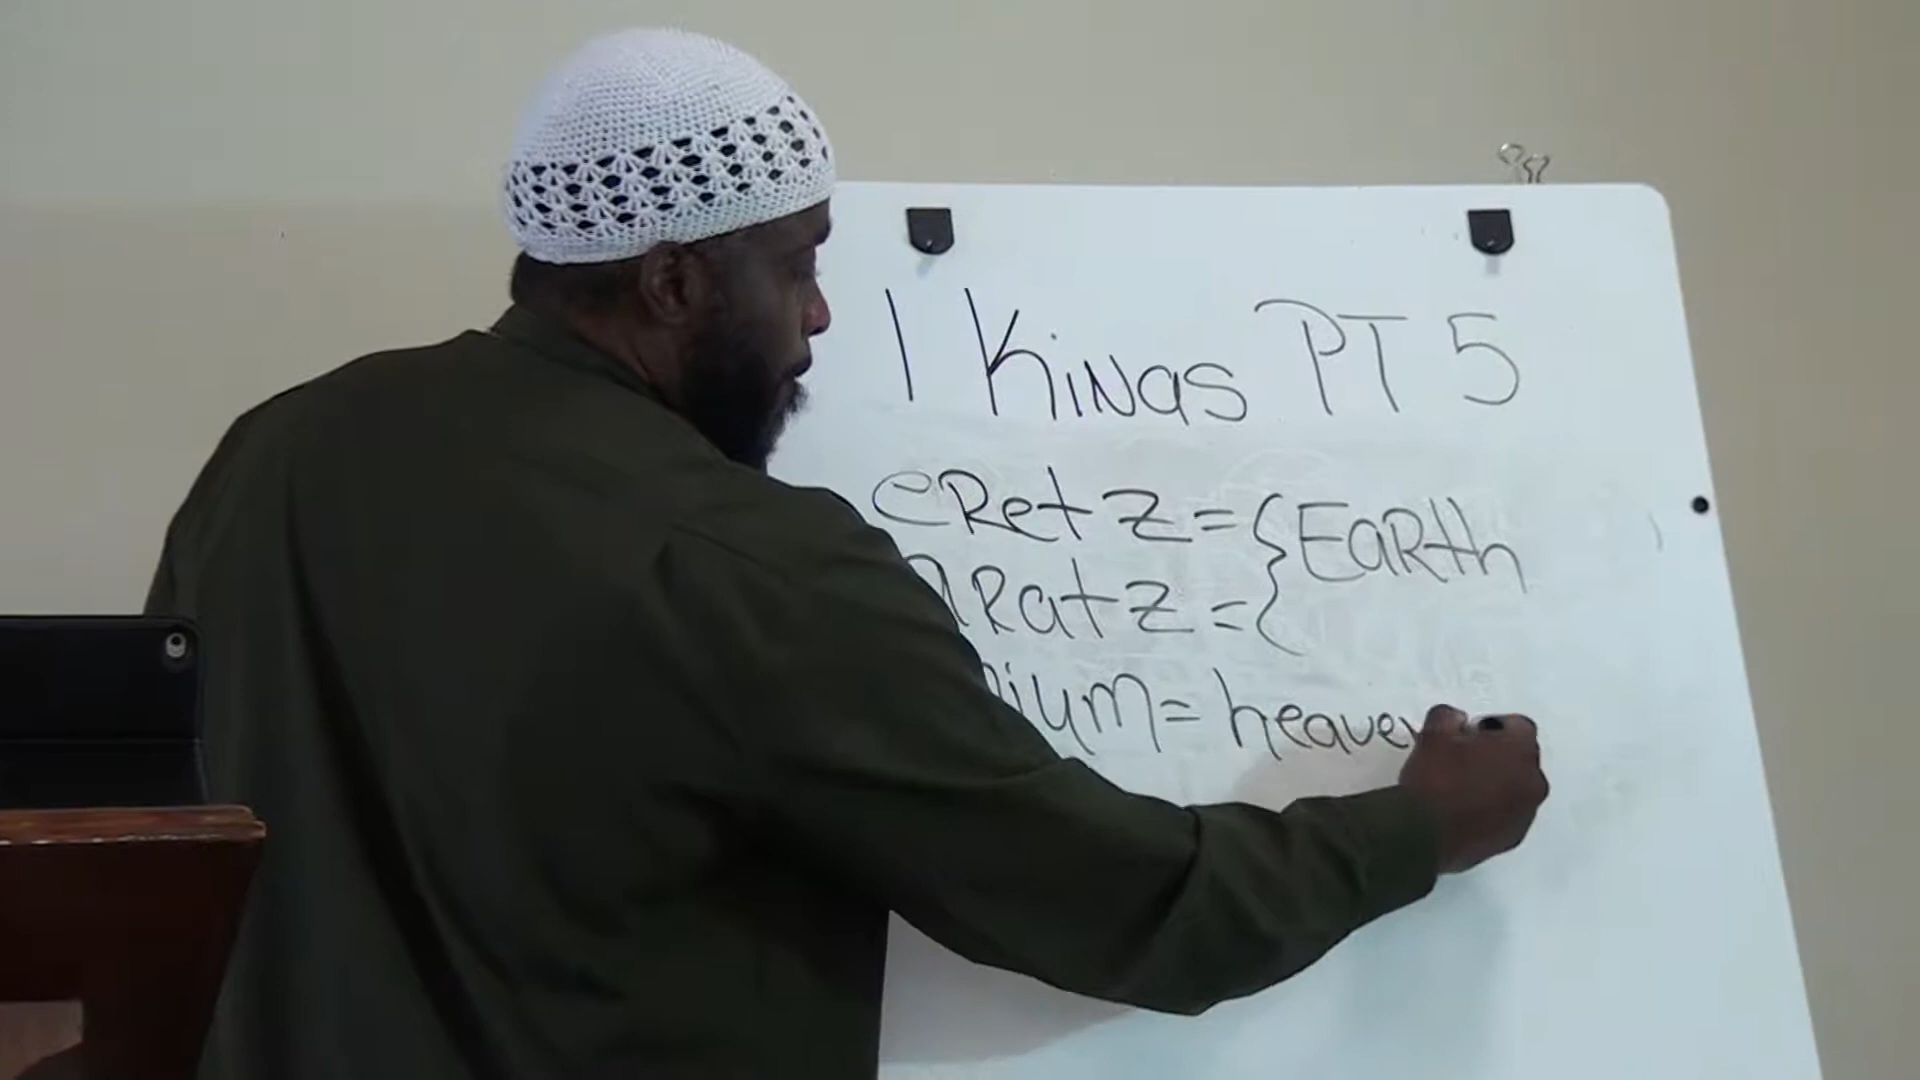 1 Kings PT 5
eRetz = { EaRth
aRatz =
= heaven